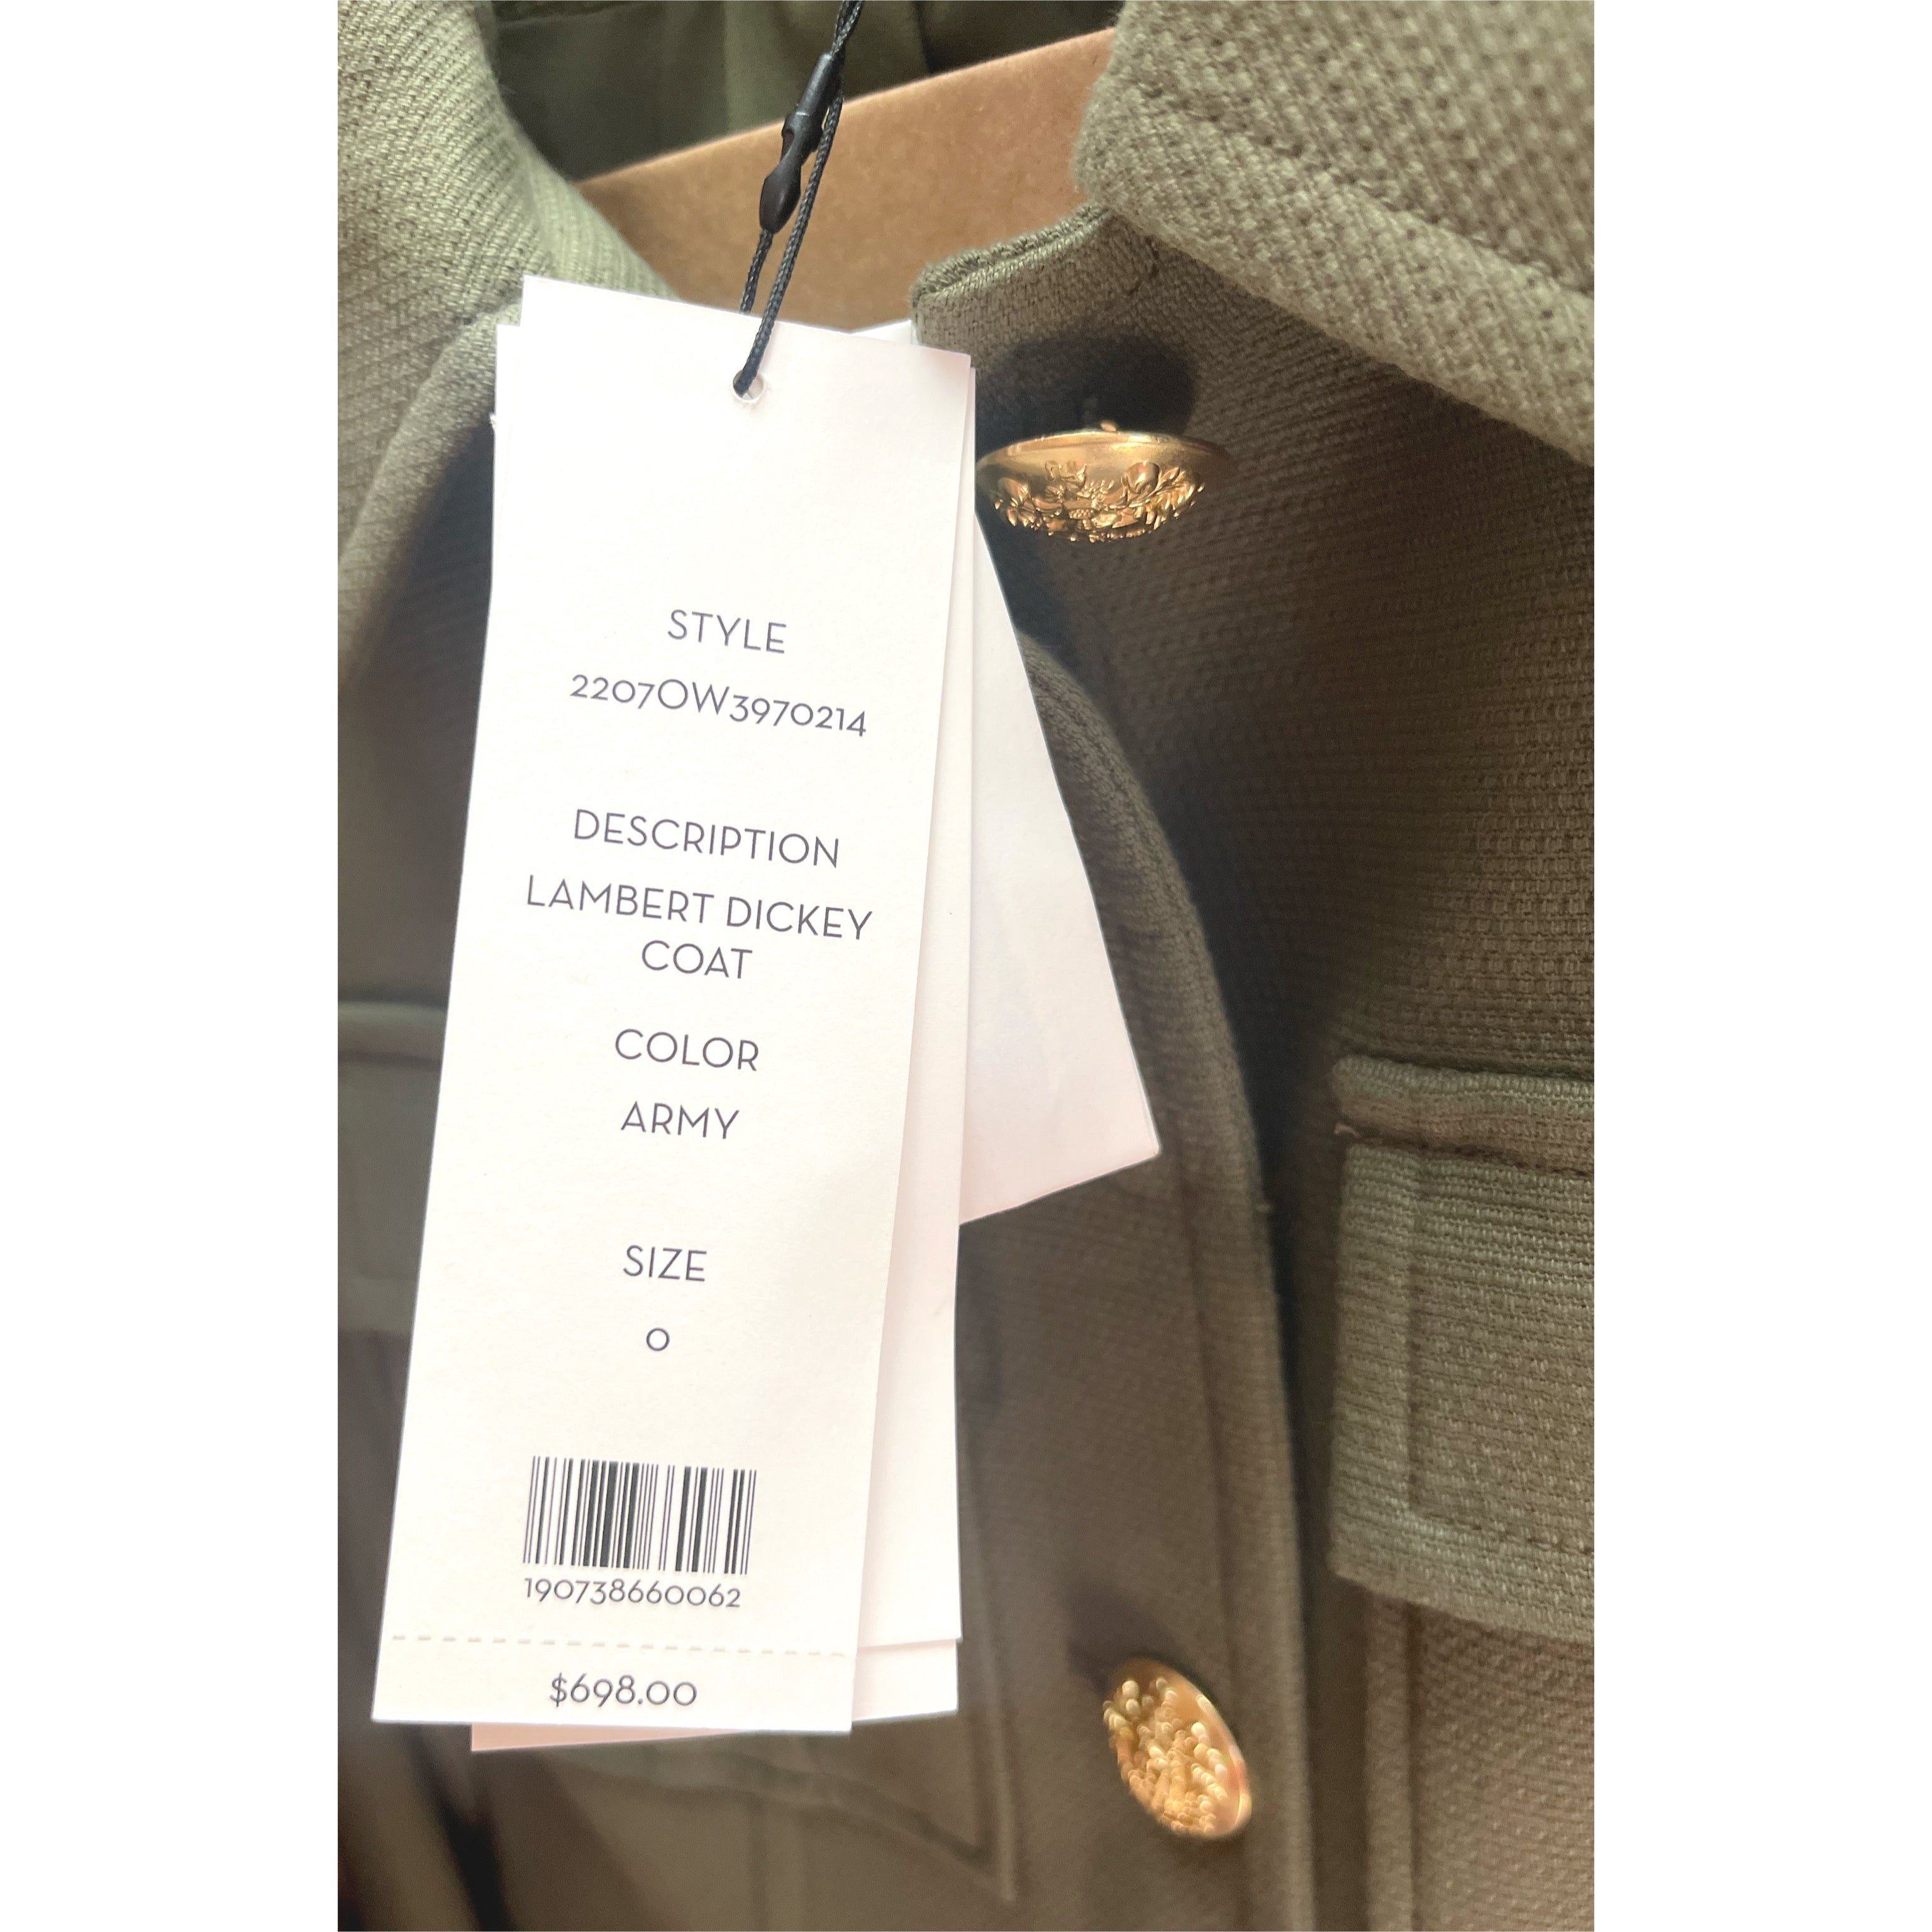 STYLE
2207OW3970214
DESCRIPTION
LAMBERT DICKEY
COAT
COLOR
ARMY
SIZE
0
190738660062
$698.00